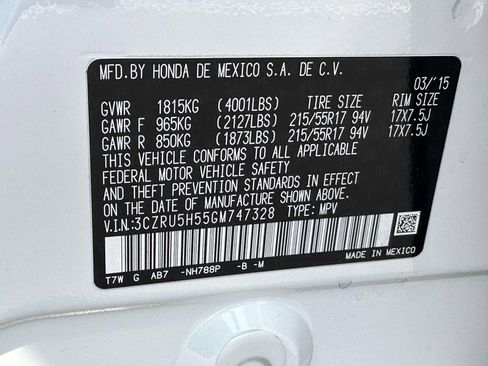 MFD.BY HONDA DE MEXICO S.A. DE C.V.
03/'15
GVWR 1815KG (4001LBS) TIRE SIZE RIM SIZE
GAWR F 965KG (2127LBS) 215/55R17 94V 17X7.5J
GAWR R 850KG (1873LBS) 215/55R17 94V 17X7.5J
THIS VEHICLE CONFORMS TO ALL APPLICABLE
FEDERAL MOTOR VEHICLE SAFETY
STANDARDS IN EFFECT ON THE DATE OF
MANUFACTURE SHOWN ABOVE.
V.I.N:3CZRU5H55GM747328 TYPE: MPV
T7W G AB7 -NH788P -B -M
MADE IN MEXICO